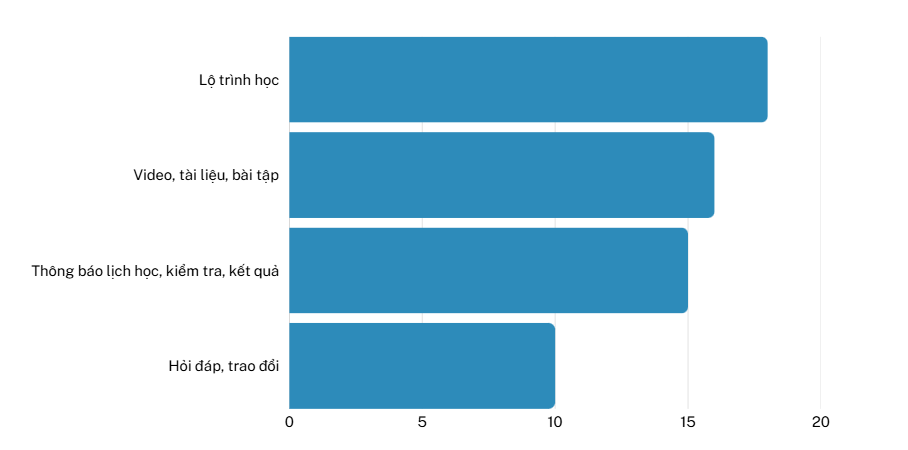 Lộ trình học
Video, tài liệu, bài tập
Thông báo lịch học, kiểm tra, kết quả
Hỏi đáp, trao đổi
0 5 10 15 20